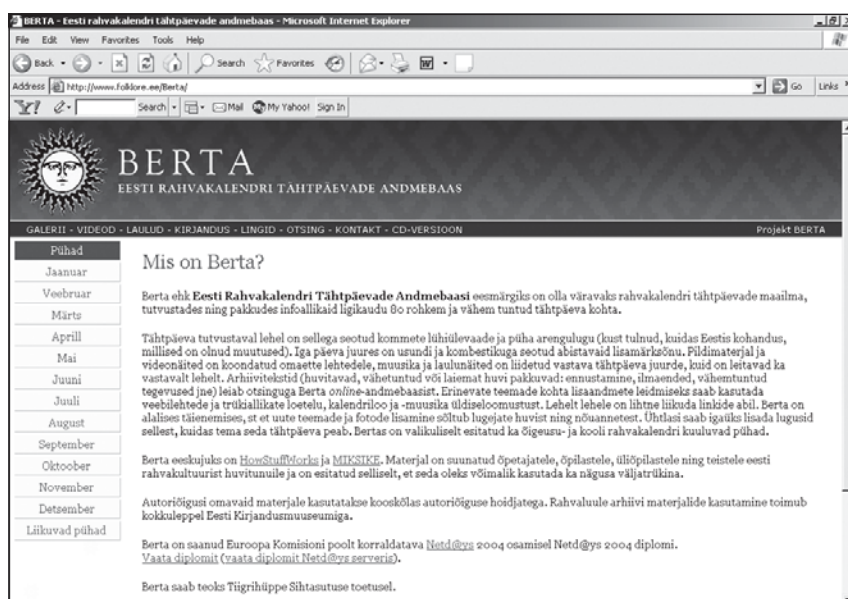 BERTA - Eesti rahvakalendri tähtpäevade andmebaas - Microsoft Internet Explorer
File Edit View Favorites Tools Help
Back Search Favorites
Address http://www.folklore.ee/Berta/ Go Links
Y! Search Mail My Yahoo! Sign In
BERTA
EESTI RAHVAKALENDRI TÄHTPÄEVADE ANDMEBAAS
GALERII - VIDEOD - LAULUD - KIRJANDUS - LINGID - OTSING - KONTAKT - CD-VERSIOON Projekt BERTA
Pühad
Jaanuar
Veebruar
Märts
Aprill
Mai
Juuni
Juuli
August
September
Oktoober
November
Detsember
Liikuvad pühad
Mis on Berta?
Berta ehk Eesti Rahvakalendri Tähtpäevade Andmebaasi eesmärgiks on olla väravaks rahvakalendri tähtpäevade maailma,
tutvustades ning pakkudes infoallikaid ligikaudu 80 rohkem ja vähem tuntud tähtpäeva kohta.
Tähtpäeva tutvustaval lehel on sellega seotud kommete lühiülevaade ja püha arengulugu (kust tulnud, kuidas Eestis kohandus,
millised on olnud muutused). Iga päeva juures on usundi ja kombestikuga seotud abistavaid lisamärksõnu. Pildimaterjal ja
videonäited on koondatud omaette lehtedele, muusika ja laulunäited on liidetud vastava tähtpäeva juurde, kuid on leitavad ka
vastavalt lehelt. Arhiivitekstid (huvitavad, vähetuntud või laiemat huvi pakkuvad: ennustamine, ilmaended, vähemtuntud
tegevused jne) leiab otsinguga Berta online-andmebaasist. Erinevate teemade kohta lisaandmete leidmiseks saab kasutada
veebilehtede ja trükiallikate loetelu, kalendriloo ja -muusika üldiseloomustust. Lehelt lehele on lihtne liikuda linkide abil. Berta on
alalises täienemises, st et uute teemade ja fotode lisamine sõltub lugejate huvist ning nõuannetest. Ühtlasi saab igaüks lisada lugusid
sellest, kuidas tema seda tähtpäeva peab. Bertas on valikuliselt esitatud ka õigeusu- ja kooli rahvakalendri kuuluvad pühad.
Berta eeskujuks on HowStuffWorks ja MIKSIKE. Materjal on suunatud õpetajatele, õpilastele, üliõpilastele ning teistele eesti
rahvakultuurist huvitunuile ja on esitatud selliselt, et seda oleks võimalik kasutada ka nägusa väljatrükina.
Autoriõigusi omavaid materjale kasutatakse kooskõlas autoriõiguse hoidjatega. Rahvaluule arhiivi materjalide kasutamine toimub
kokkuleppel Eesti Kirjandusmuuseumiga.
Berta on saanud Euroopa Komisioni poolt korraldatava Netd@ys 2004 osamisel Netd@ys 2004 diplomi.
Vaata diplomit (vaata diplomit Netd@ys serveris).
Berta saab teoks Tiigrihüppe Sihtasutuse toetusel.